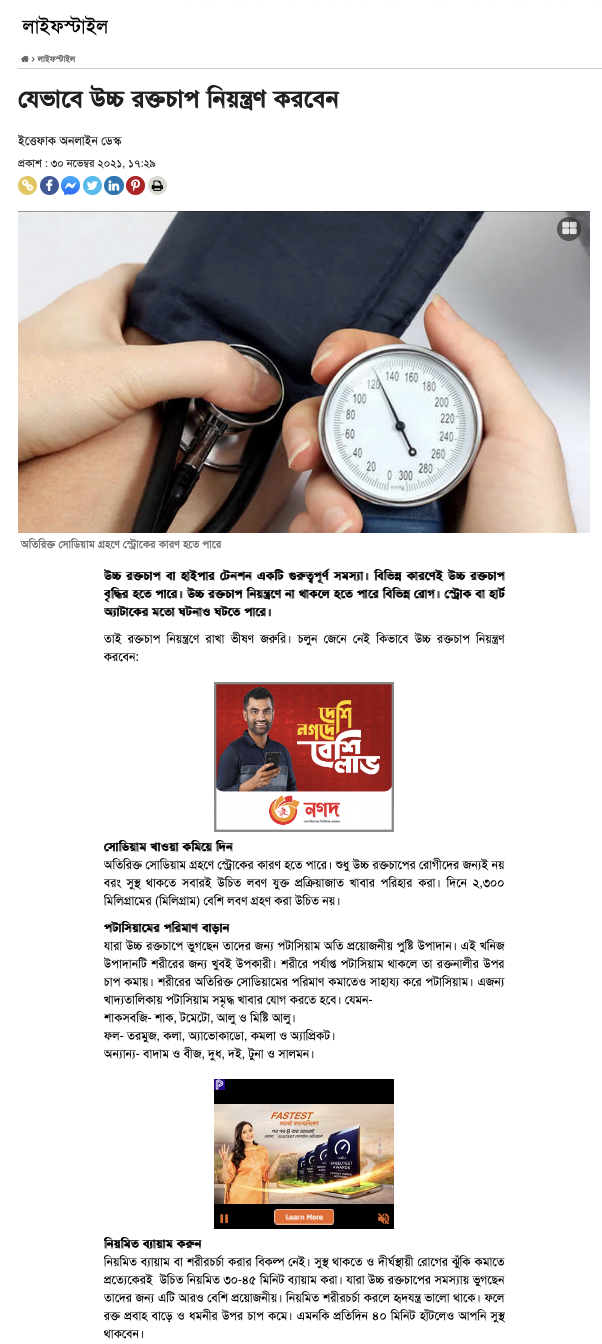 লাইফস্টাইল
› লাইফস্টাইল
যেভাবে উচ্চ রক্তচাপ নিয়ন্ত্রণ করবেন
ইত্তেফাক অনলাইন ডেস্ক
প্রকাশ : ৩০ নভেম্বর ২০২১, ১৭:২৯
120 140 160
100 180
80 200
60 220
40 240
20 260
0 300 280
অতিরিক্ত সোডিয়াম গ্রহণে স্ট্রোকের কারণ হতে পারে
উচ্চ রক্তচাপ বা হাইপার টেনশন একটি গুরুত্বপূর্ণ সমস্যা। বিভিন্ন কারণেই উচ্চ রক্তচাপ
বৃদ্ধির হতে পারে। উচ্চ রক্তচাপ নিয়ন্ত্রণে না থাকলে হতে পারে বিভিন্ন রোগ। স্ট্রোক বা হার্ট
অ্যাটাকের মতো ঘটনাও ঘটতে পারে।
তাই রক্তচাপ নিয়ন্ত্রণে রাখা ভীষণ জরুরি। চলুন জেনে নেই কিভাবে উচ্চ রক্তচাপ নিয়ন্ত্রণ
করবেন:
দেশি
নগদে
বেশি
লাভ
নগদ
সোডিয়াম খাওয়া কমিয়ে দিন
অতিরিক্ত সোডিয়াম গ্রহণে স্ট্রোকের কারণ হতে পারে। শুধু উচ্চ রক্তচাপের রোগীদের জন্যই নয়
বরং সুস্থ থাকতে সবারই উচিত লবণ যুক্ত প্রক্রিয়াজাত খাবার পরিহার করা। দিনে ২,৩০০
মিলিগ্রামের (মিলিগ্রাম) বেশি লবণ গ্রহণ করা উচিত নয়।
পটাসিয়ামের পরিমাণ বাড়ান
যারা উচ্চ রক্তচাপে ভুগছেন তাদের জন্য পটাসিয়াম অতি প্রয়োজনীয় পুষ্টি উপাদান। এই খনিজ
উপাদানটি শরীরের জন্য খুবই উপকারী। শরীরে পর্যাপ্ত পটাসিয়াম থাকলে তা রক্তনালীর উপর
চাপ কমায়। শরীরের অতিরিক্ত সোডিয়ামের পরিমাণ কমাতেও সাহায্য করে পটাসিয়াম। এজন্য
খাদ্যতালিকায় পটাসিয়াম সমৃদ্ধ খাবার যোগ করতে হবে। যেমন-
শাকসবজি- শাক, টমেটো, আলু ও মিষ্টি আলু।
ফল- তরমুজ, কলা, অ্যাভোকাডো, কমলা ও অ্যাপ্রিকট।
অন্যান্য- বাদাম ও বীজ, দুধ, দই, টুনা ও সালমন।
FASTEST
SPEEDTEST
AWARDS
Learn More
নিয়মিত ব্যায়াম করুন
নিয়মিত ব্যায়াম বা শরীরচর্চা করার বিকল্প নেই। সুস্থ থাকতে ও দীর্ঘস্থায়ী রোগের ঝুঁকি কমাতে
প্রত্যেকেরই উচিত নিয়মিত ৩০-৪৫ মিনিট ব্যায়াম করা। যারা উচ্চ রক্তচাপের সমস্যায় ভুগছেন
তাদের জন্য এটি আরও বেশি প্রয়োজনীয়। নিয়মিত শরীরচর্চা করলে হৃদযন্ত্র ভালো থাকে। ফলে
রক্ত প্রবাহ বাড়ে ও ধমনীর উপর চাপ কমে। এমনকি প্রতিদিন ৪০ মিনিট হাঁটলেও আপনি সুস্থ
থাকবেন।